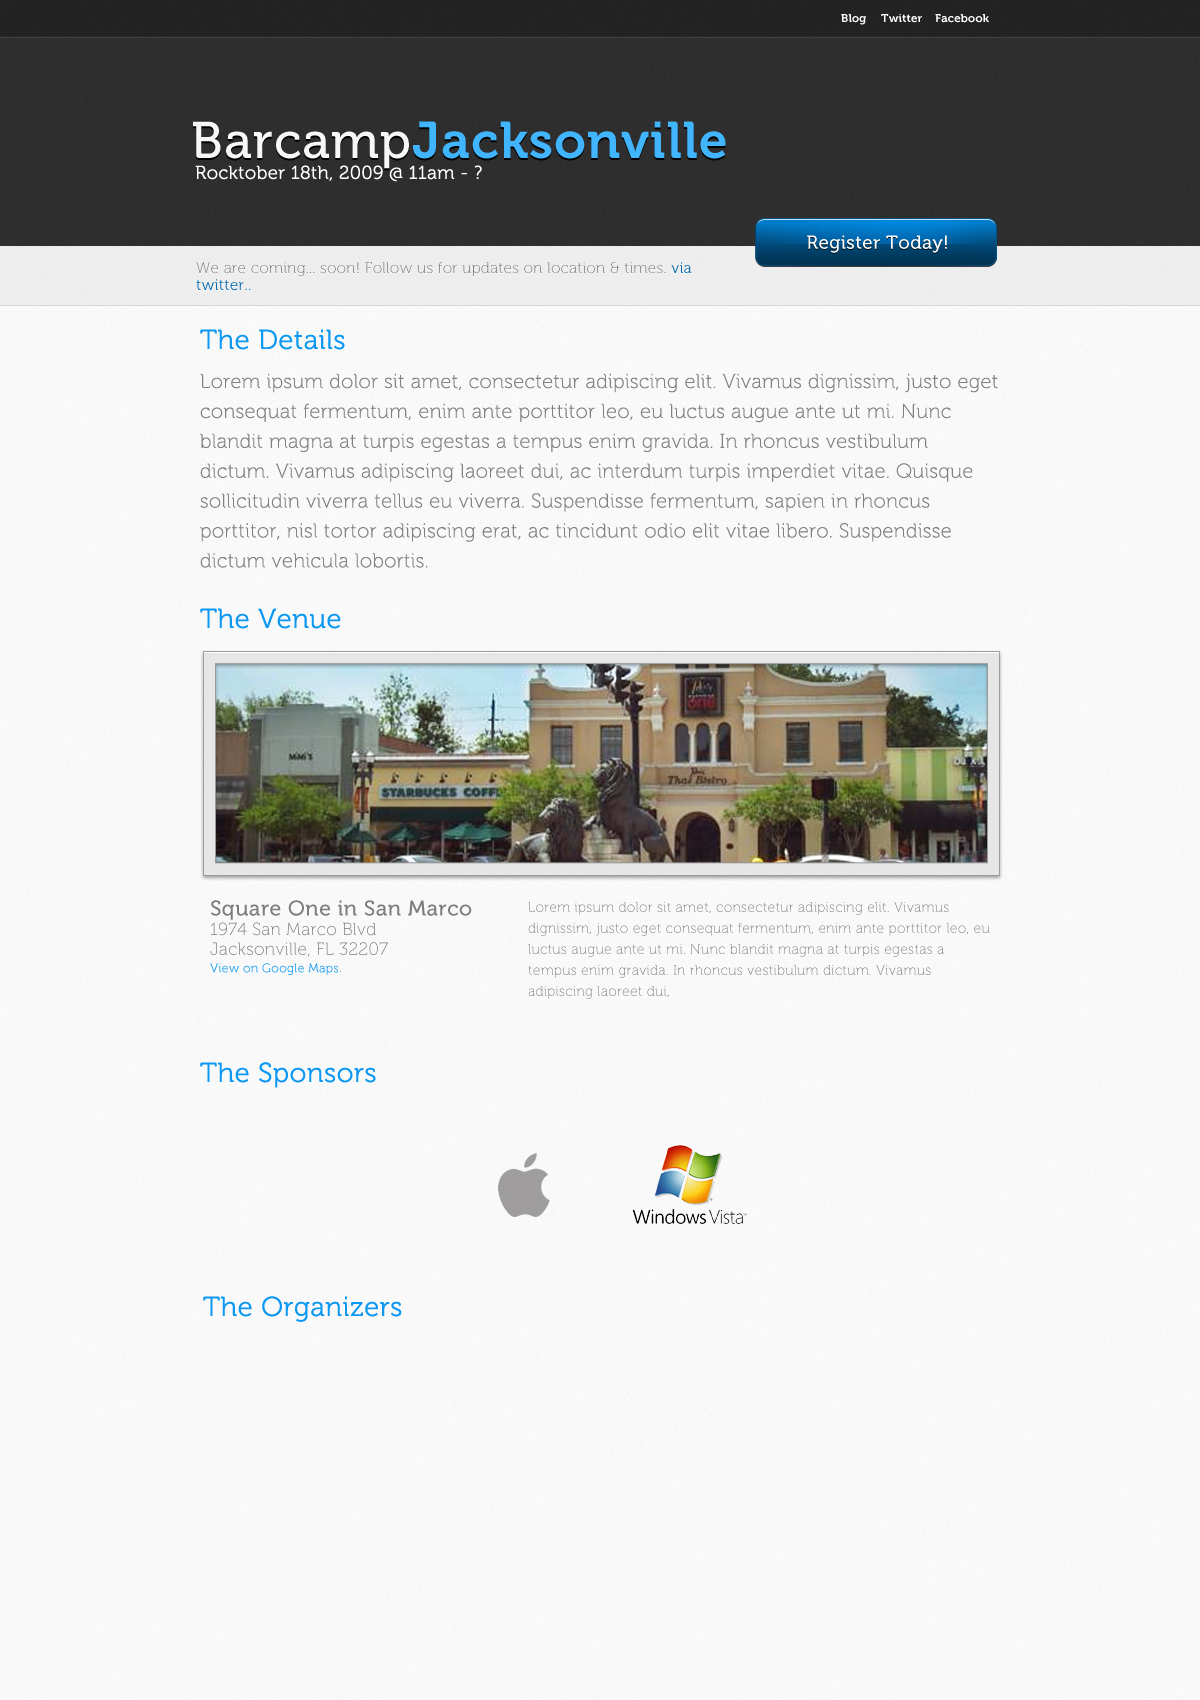 Blog Twitter Facebook
BarcampJacksonville
Rocktober 18th, 2009 @ 11am - ?
Register Today!
We are coming... soon! Follow us for updates on location & times. via
twitter..
The Details
Lorem ipsum dolor sit amet, consectetur adipiscing elit. Vivamus dignissim, justo eget
consequat fermentum, enim ante porttitor leo, eu luctus augue ante ut mi. Nunc
blandit magna at turpis egestas a tempus enim gravida. In rhoncus vestibulum
dictum. Vivamus adipiscing laoreet dui, ac interdum turpis imperdiet vitae. Quisque
sollicitudin viverra tellus eu viverra. Suspendisse fermentum, sapien in rhoncus
porttitor, nisl tortor adipiscing erat, ac tincidunt odio elit vitae libero. Suspendisse
dictum vehicula lobortis.
The Venue
MiMi'S
STARBUCKS COFF
one
Thai Bistro
Square One in San Marco
1974 San Marco Blvd
Jacksonville, FL 32207
View on Google Maps.
Lorem ipsum dolor sit amet, consectetur adipiscing elit. Vivamus
dignissim, justo eget consequat fermentum, enim ante porttitor leo, eu
luctus augue ante ut mi. Nunc blandit magna at turpis egestas a
tempus enim gravida. In rhoncus vestibulum dictum. Vivamus
adipiscing laoreet dui,
The Sponsors
Windows Vista™
The Organizers